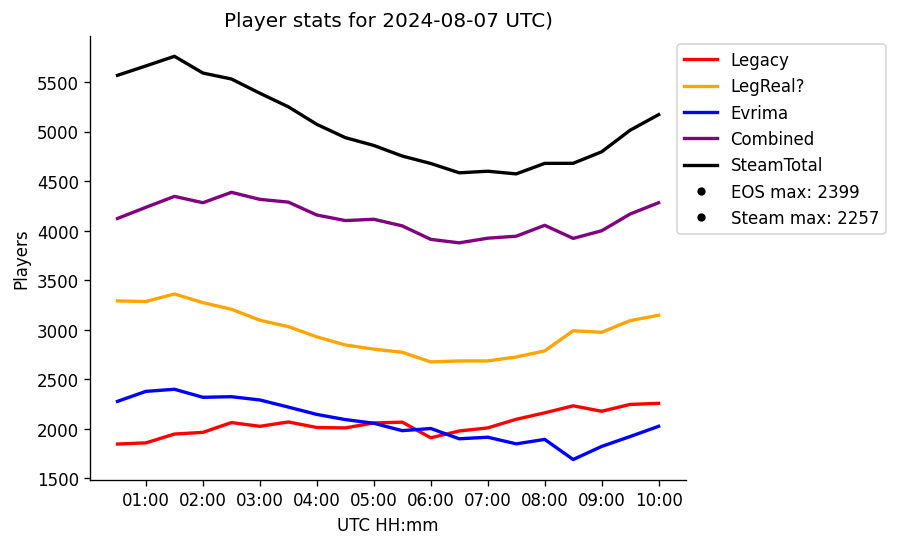 Player stats for 2024-08-07 UTC)
Players
5500
5000
4500
4000
3500
3000
2500
2000
1500
01:00 02:00 03:00 04:00 05:00 06:00 07:00 08:00 09:00 10:00
UTC HH:mm
Legacy
LegReal?
Evrima
Combined
SteamTotal
EOS max: 2399
Steam max: 2257